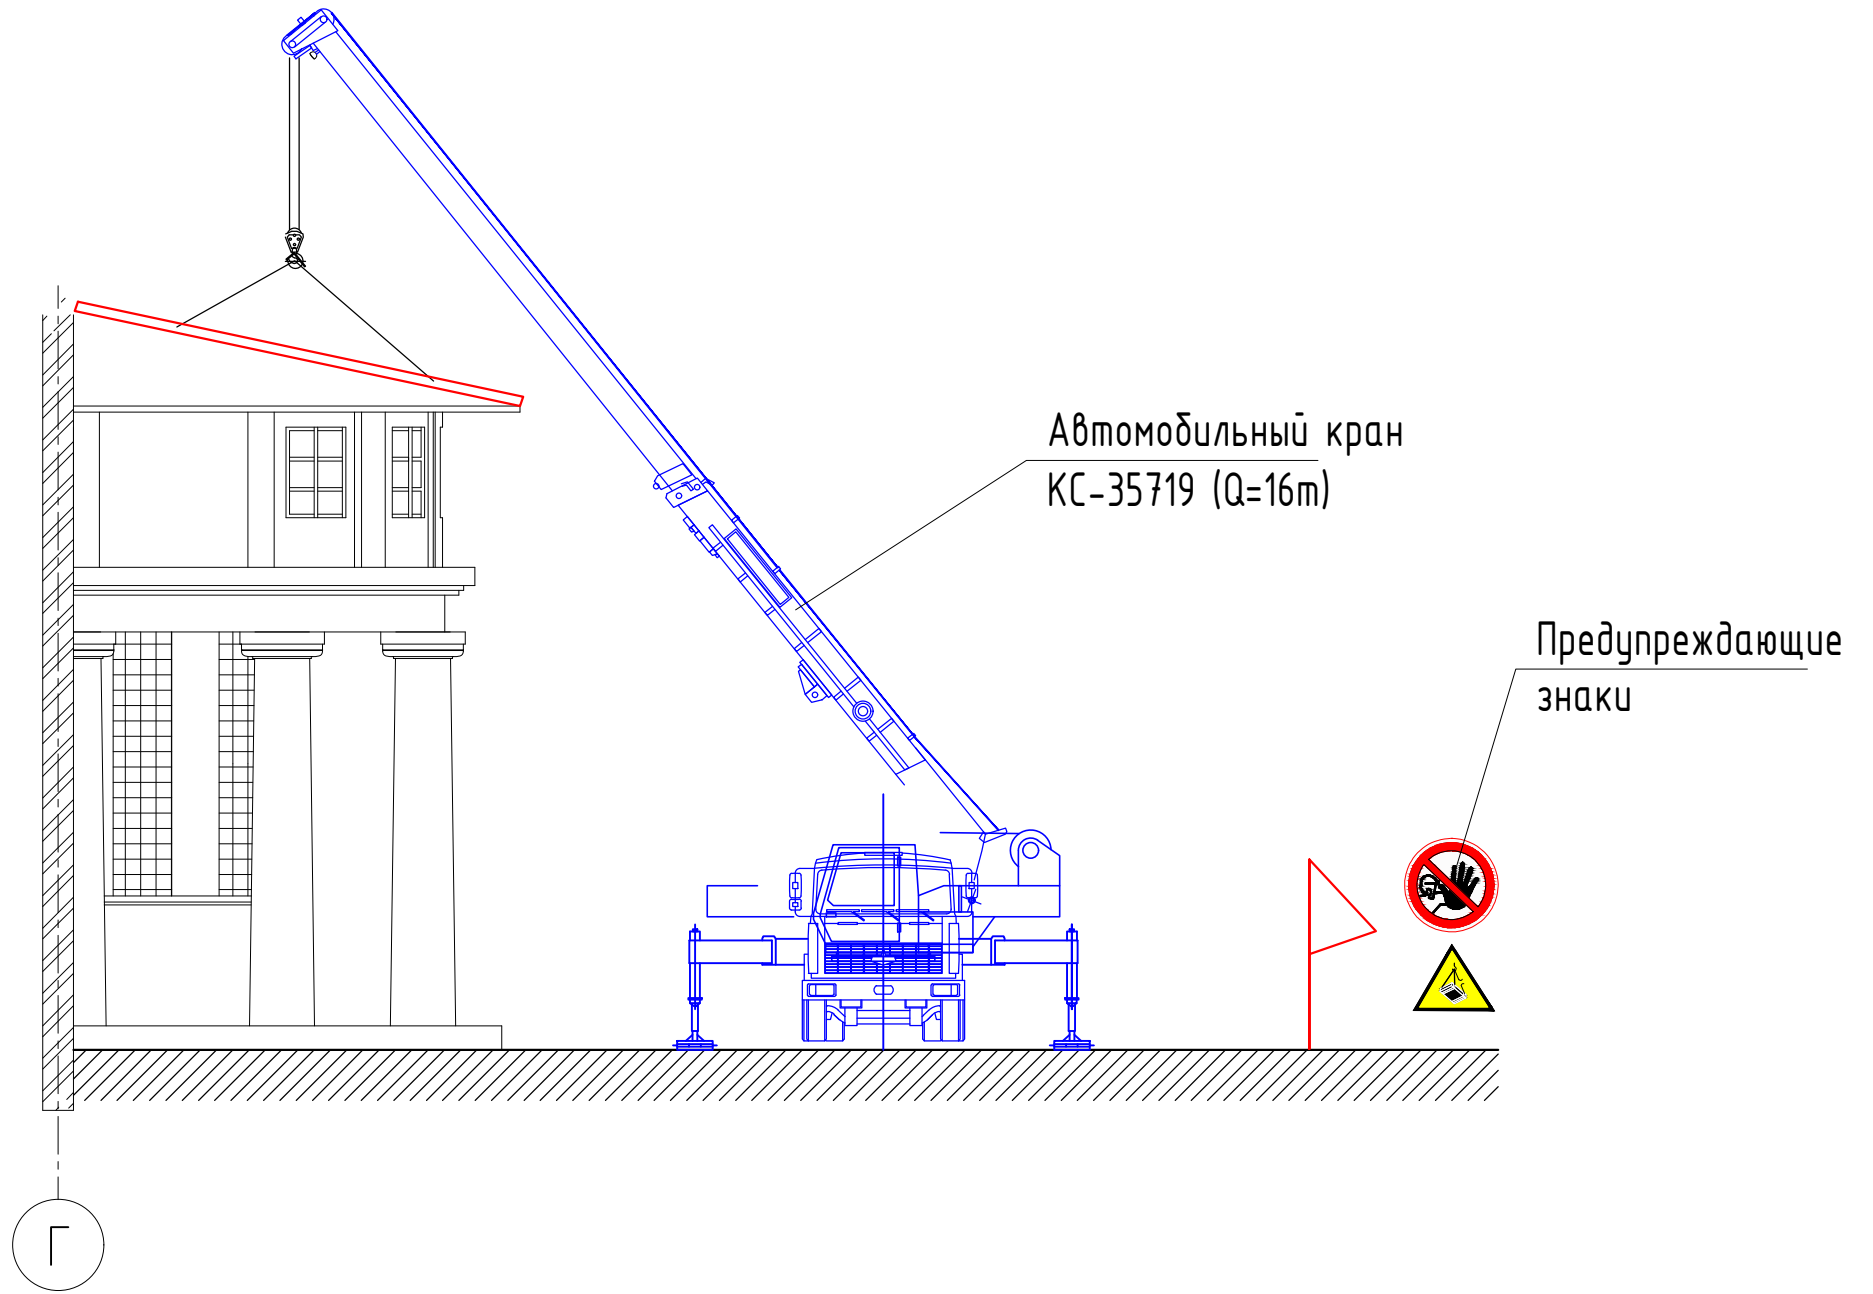 Автомобильный кран
КС-35719 (Q=16т)
Предупреждающие
знаки
Г